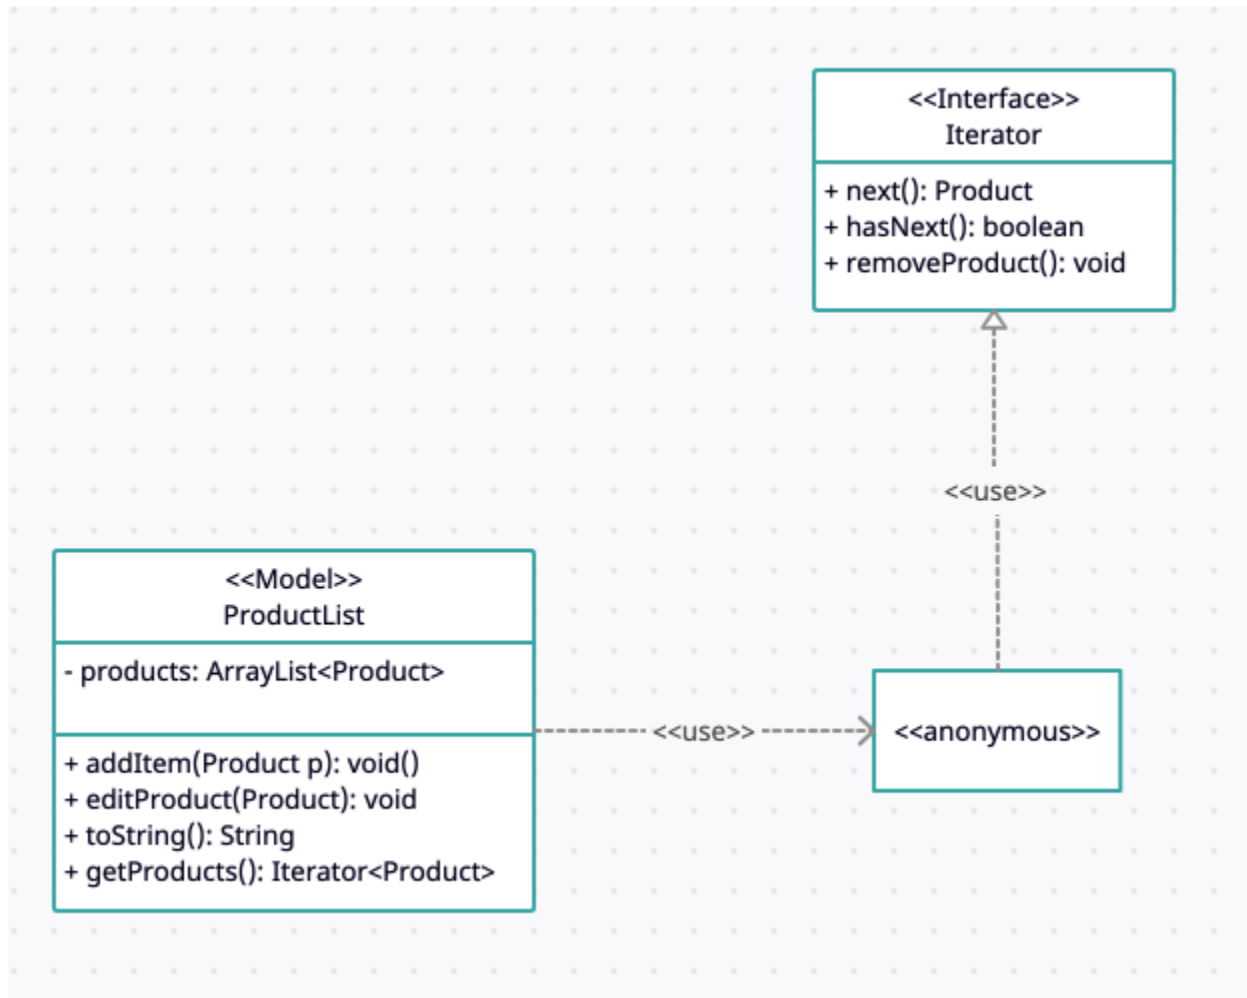 <<Interface>>
Iterator
+ next(): Product
+ hasNext(): boolean
+ removeProduct(): void
<<use>>
<<Model>>
ProductList
- products: ArrayList<Product>
+ addItem(Product p): void()
+ editProduct(Product): void
+ toString(): String
+ getProducts(): Iterator<Product>
<<use>>
<<anonymous>>